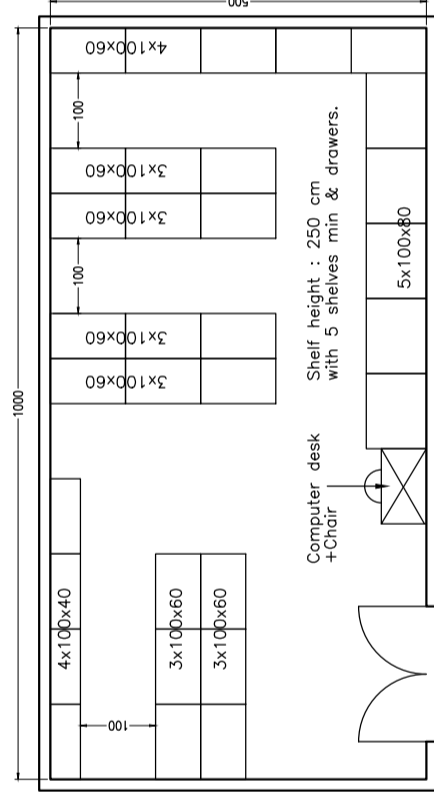 1000
4x100x40
100
100
100
3x100x60
3x100x60
3x100x60
3x100x60
4x100x60
3x100x60
3x100x60
500
Computer desk
+Chair
Shelf height : 250 cm
with 5 shelves min & drawers.
5x100x80